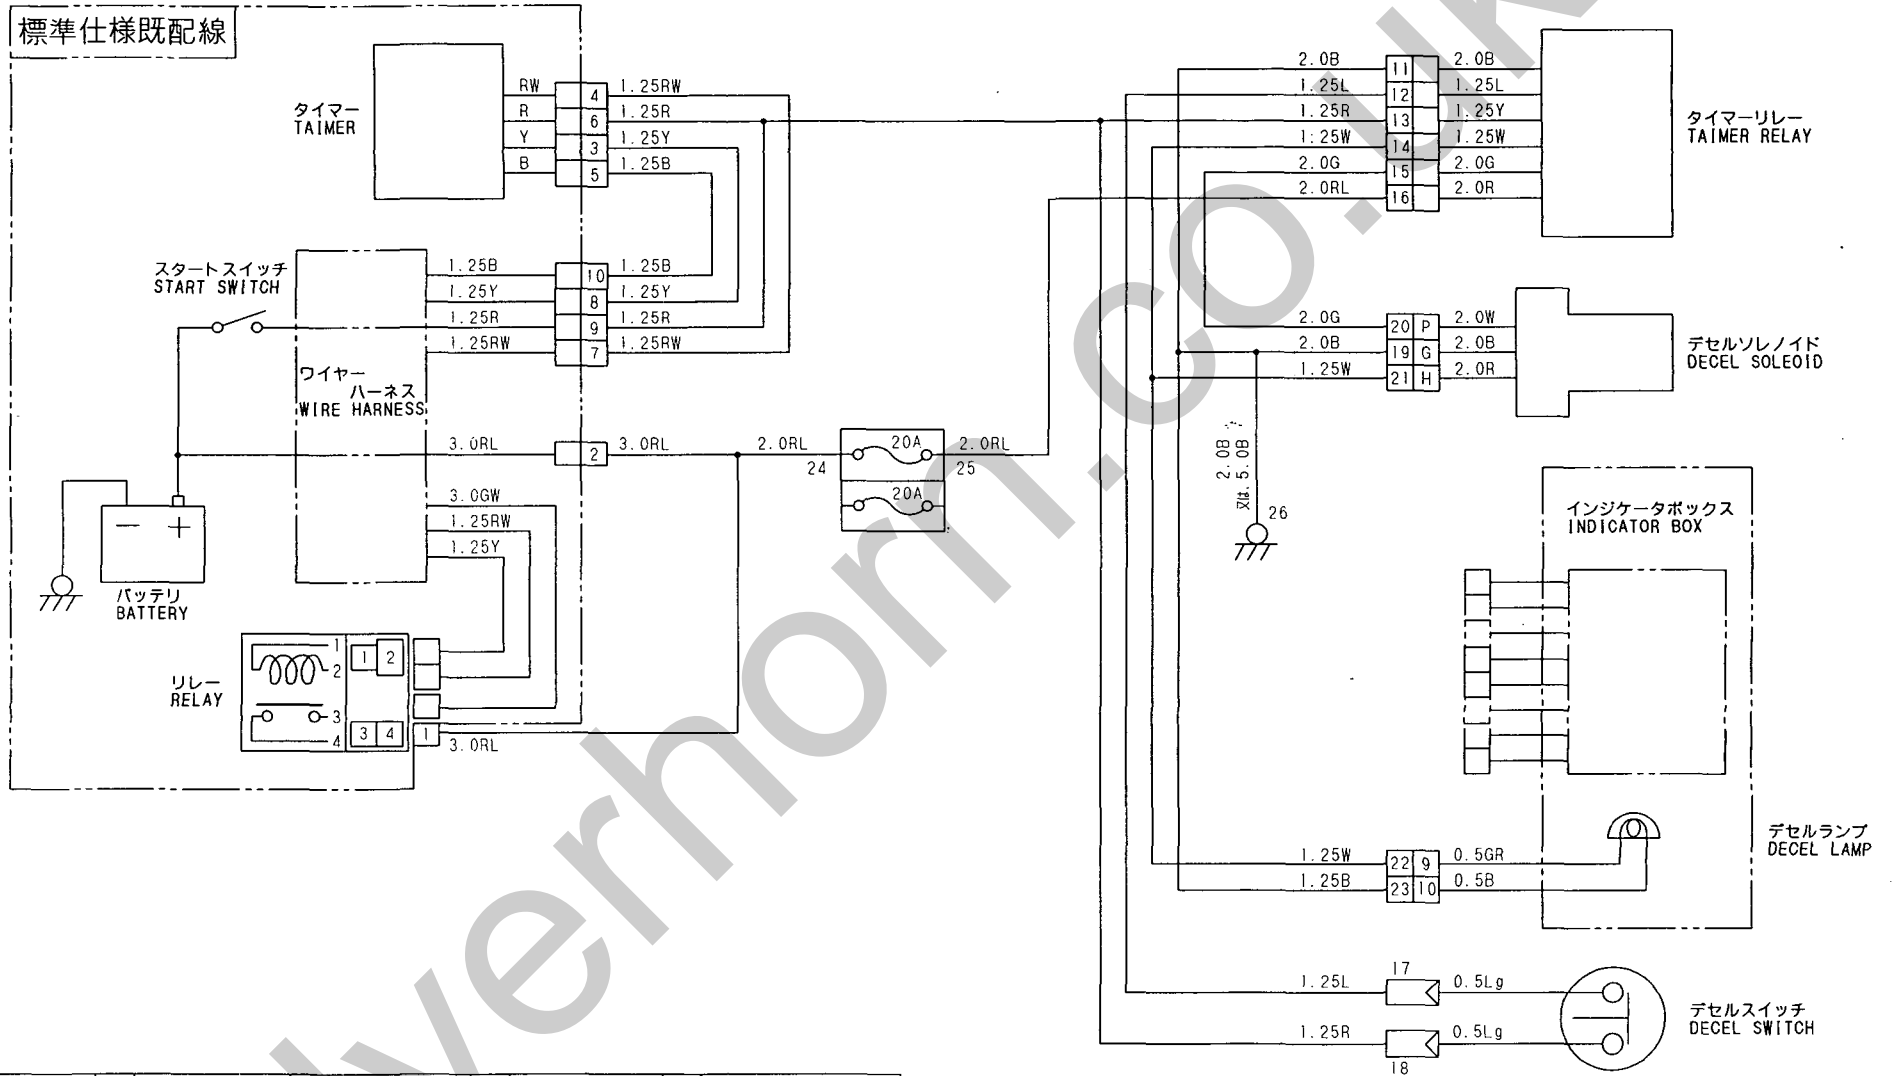 標準仕様既配線
タイマー
TAIMER
RW
R
Y
B
4
6
3
5
1.25RW
1.25R
1.25Y
1.25B
スタートスイッチ
START SWITCH
1.25B
1.25Y
1.25R
1.25RW
10
8
9
7
1.25B
1.25Y
1.25R
1.25RW
ワイヤー
ハーネス
WIRE HARNESS
3.0RL
2
3.0RL
2.0RL
24
20A
2.0RL
25
20A
3.0GW
1.25RW
1.25Y
バッテリ
BATTERY
リレー
RELAY
1
2
3
4
1 2
3 4
1
3.0RL
2.0B 11 2.0B
1.25L 12 1.25L
1.25R 13 1.25Y
1.25W 14 1.25W
2.0G 15 2.0G
2.0RL 16 2.0R
タイマーリレー
TAIMER RELAY
2.0G 20 P 2.0W
2.0B 19 G 2.0B
1.25W 21 H 2.0R
デセルソレノイド
DECEL SOLEOID
2.0B
又は.5.0B
26
インジケータボックス
INDICATOR BOX
デセルランプ
DECEL LAMP
1.25W 22 9 0.5GR
1.25B 23 10 0.5B
17
1.25L 0.5Lg
1.25R 0.5Lg
18
デセルスイッチ
DECEL SWITCH
verhorn.co.uk